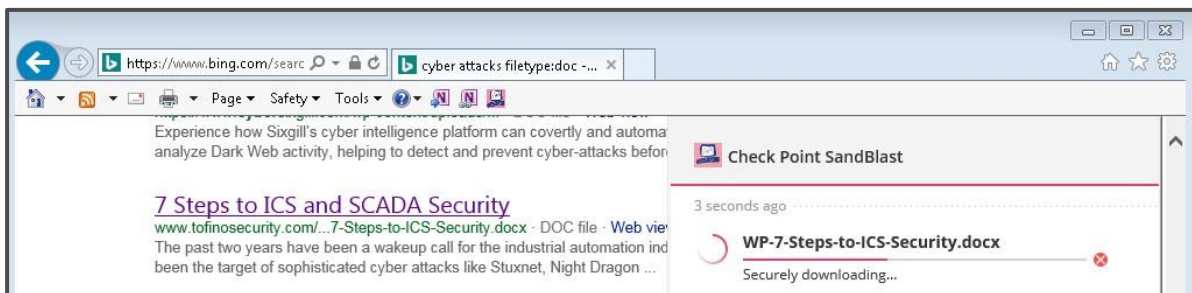 https://www.bing.com/searc
cyber attacks filetype:doc -...
Page Safety Tools
Experience how Sixgill's cyber intelligence platform can covertly and automa
analyze Dark Web activity, helping to detect and prevent cyber-attacks befor
7 Steps to ICS and SCADA Security
www.tofinosecurity.com/...7-Steps-to-ICS-Security.docx · DOC file · Web view
The past two years have been a wakeup call for the industrial automation ind
been the target of sophisticated cyber attacks like Stuxnet, Night Dragon ...
Check Point SandBlast
3 seconds ago
WP-7-Steps-to-ICS-Security.docx
Securely downloading...